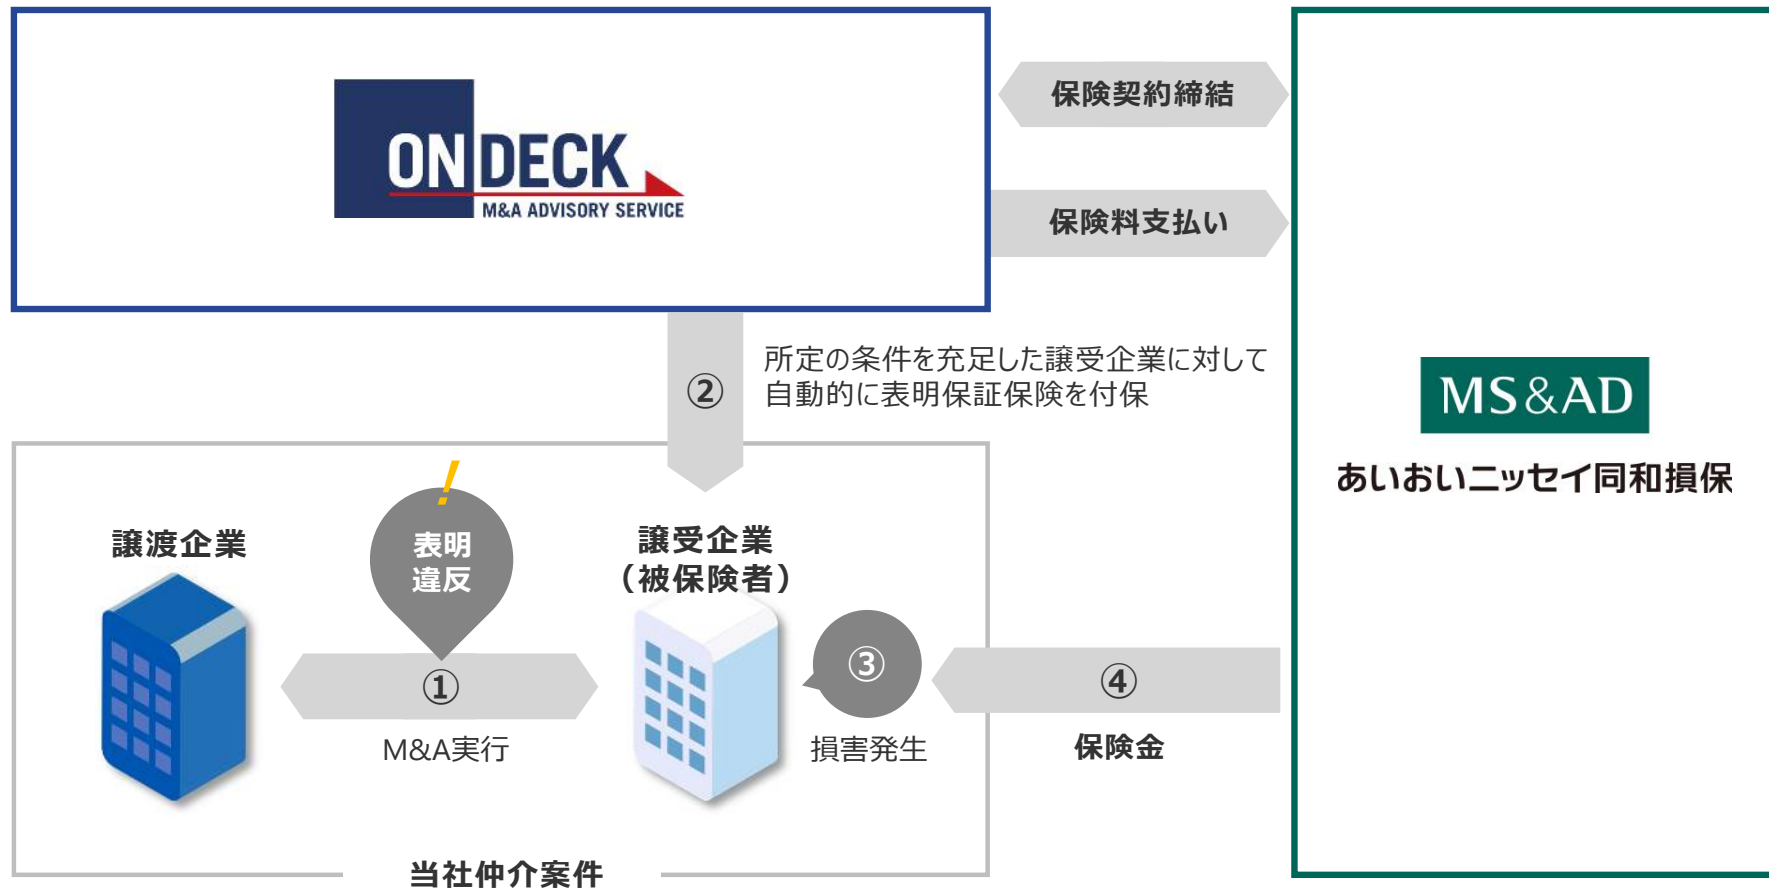 ONDECK
M&A ADVISORY SERVICE
保険契約締結
保険料支払い
②
所定の条件を充足した譲受企業に対して
自動的に表明保証保険を付保
MS&AD
あいおいニッセイ同和損保
譲渡企業
!
表明
違反
譲受企業
（被保険者）
①
M&A実行
③
損害発生
④
保険金
当社仲介案件